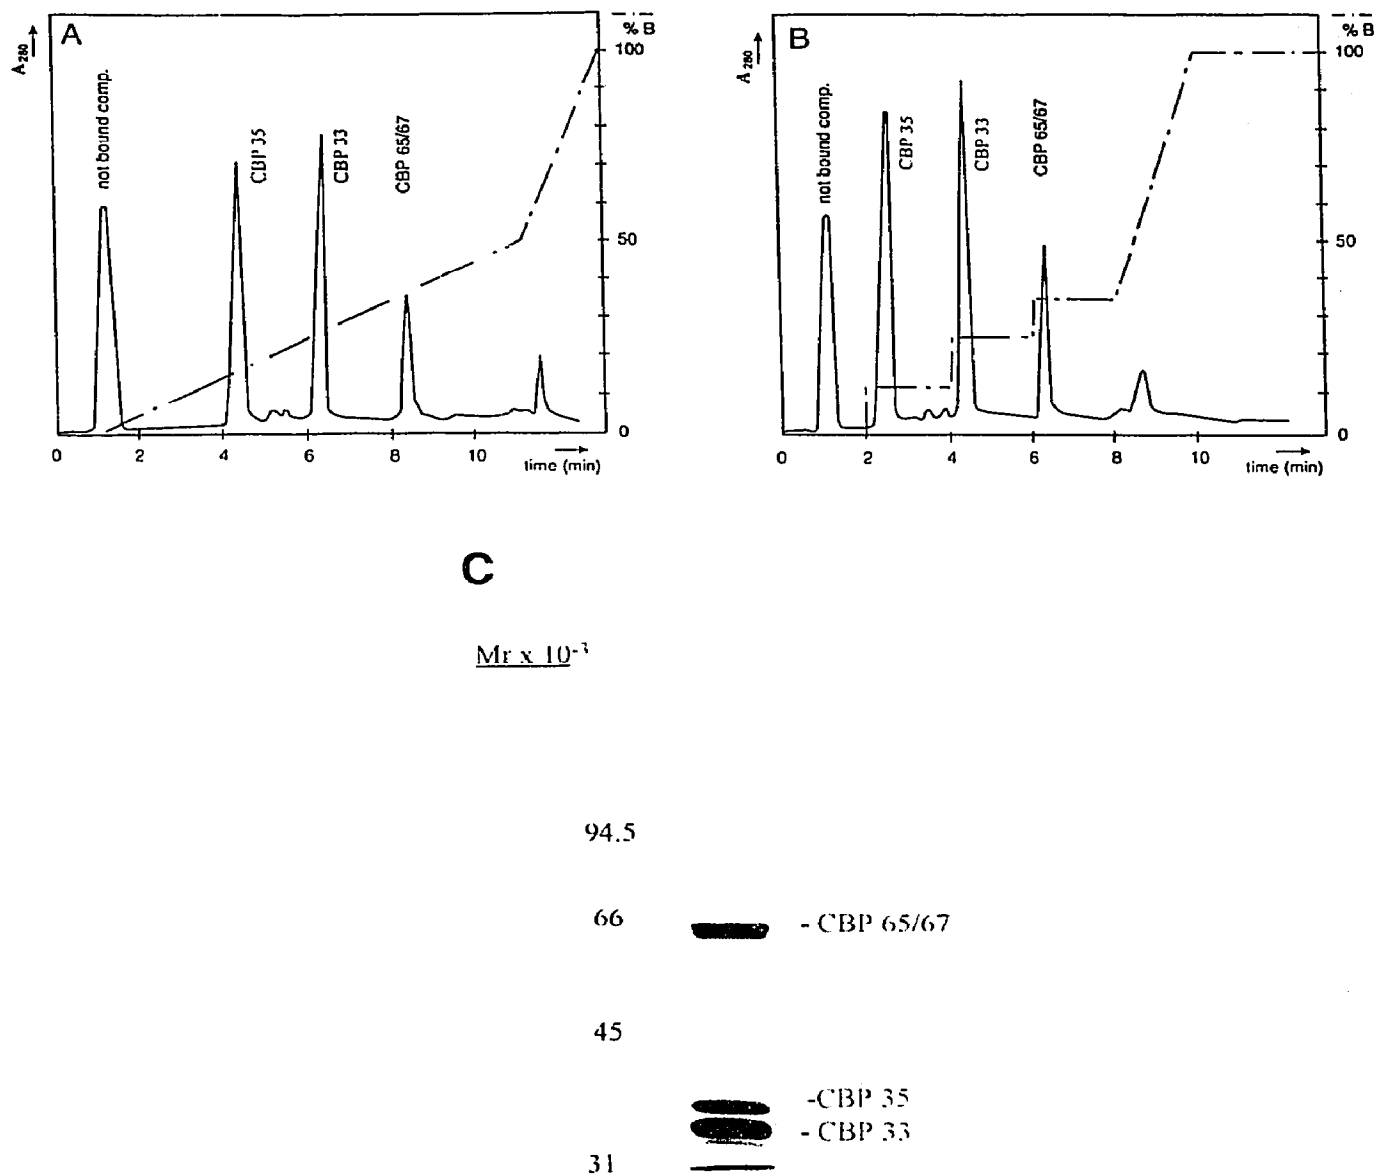 A
A280
% B
100
50
0
not bound comp.
CBP 35
CBP 33
CBP 65/67
0 2 4 6 8 10
time (min)
B
A280
% B
100
50
0
not bound comp.
CBP 35
CBP 33
CBP 65/67
0 2 4 6 8 10
time (min)
C
Mr x 10-3
94.5
66
- CBP 65/67
45
-CBP 35
- CBP 33
31